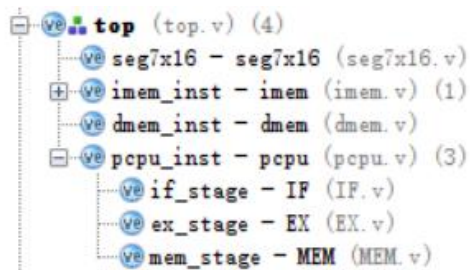 top (top.v) (4)
seg7x16 - seg7x16 (seg7x16.v)
imem_inst - imem (imem.v) (1)
dmem_inst - dmem (dmem.v)
pcpu_inst - pcpu (pcpu.v) (3)
if_stage - IF (IF.v)
ex_stage - EX (EX.v)
mem_stage - MEM (MEM.v)